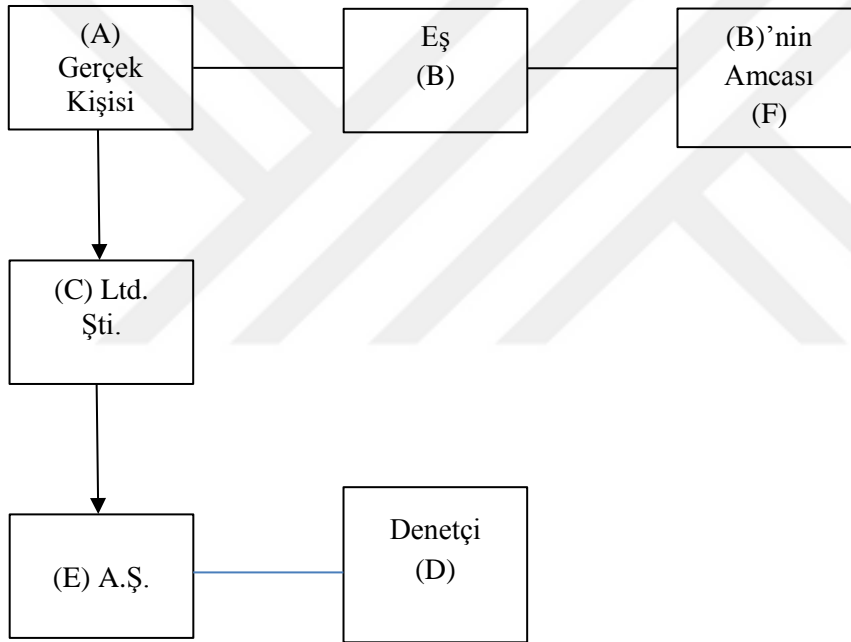 (A)
Gerçek
Kişisi
Eş
(B)
(B)’nin
Amcası
(F)
(C) Ltd.
Şti.
(E) A.Ş.
Denetçi
(D)